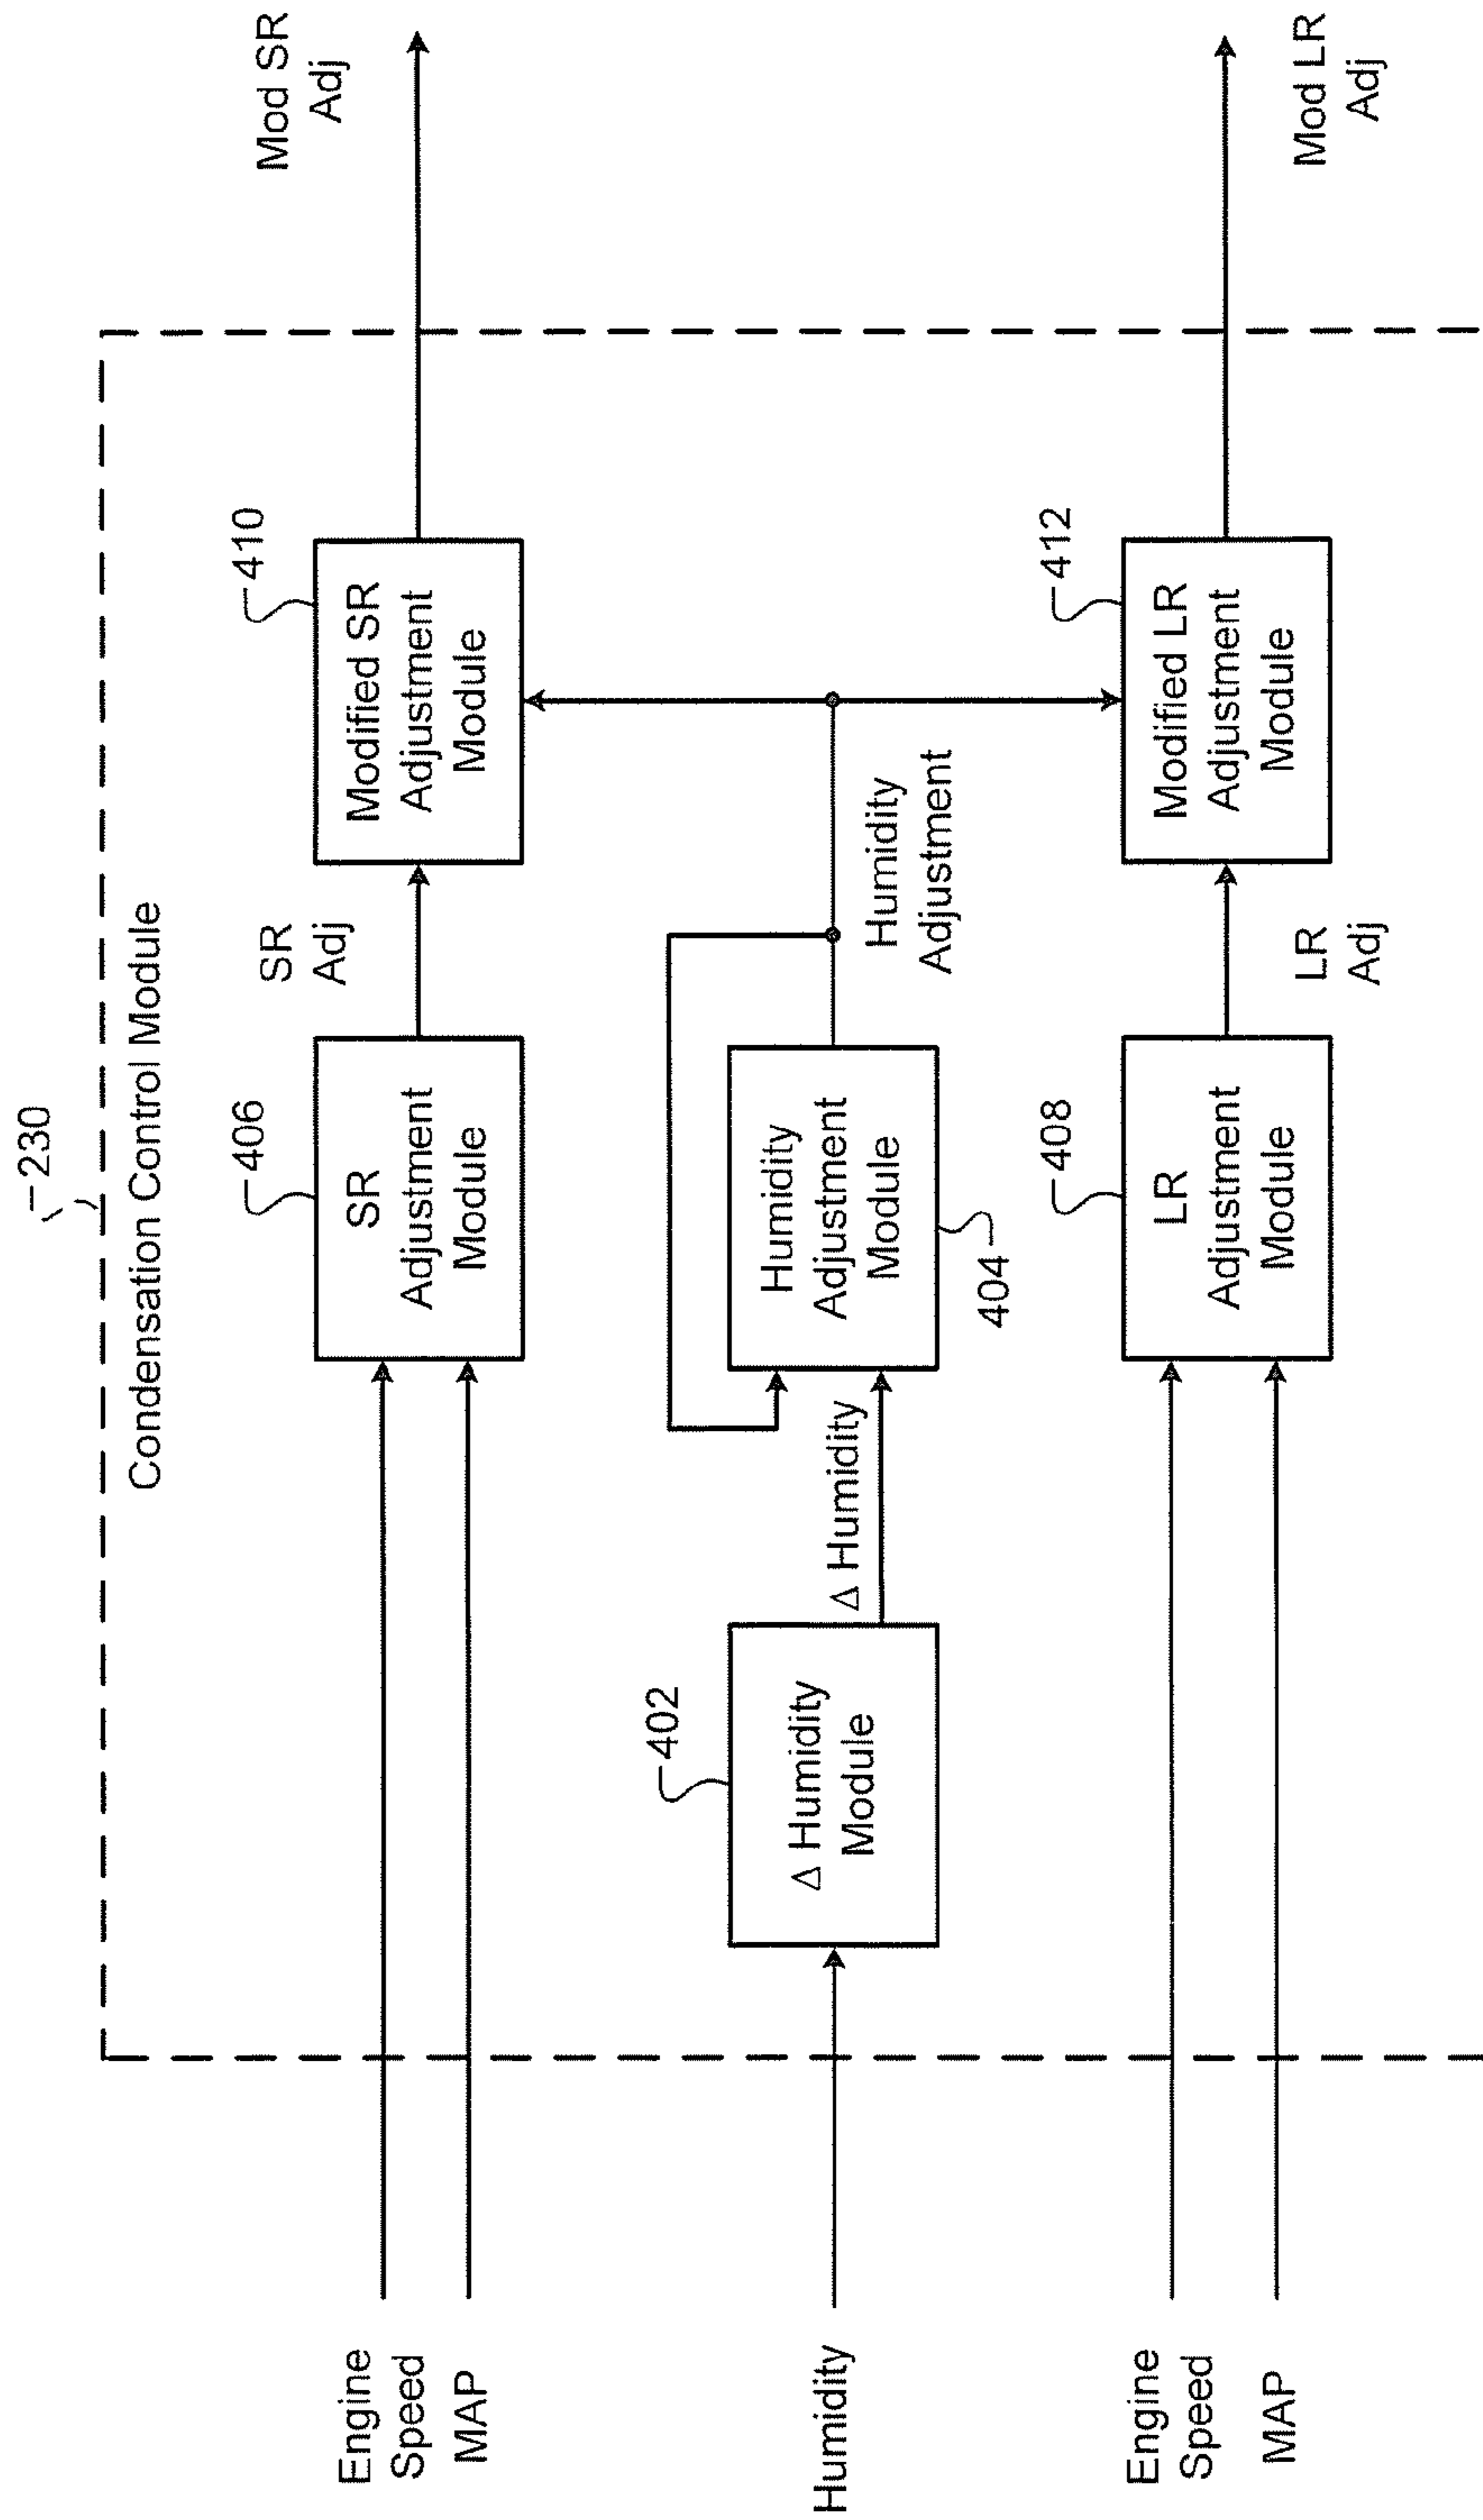 230
Condensation Control Module
Engine
Speed
MAP
406
SR
Adjustment
Module
SR
Adj
410
Modified SR
Adjustment
Module
Mod SR
Adj
Humidity
402
Δ Humidity
Module
Δ Humidity
Humidity
Adjustment
Module
404
Humidity
Adjustment
Engine
Speed
MAP
408
LR
Adjustment
Module
LR
Adj
412
Modified LR
Adjustment
Module
Mod LR
Adj